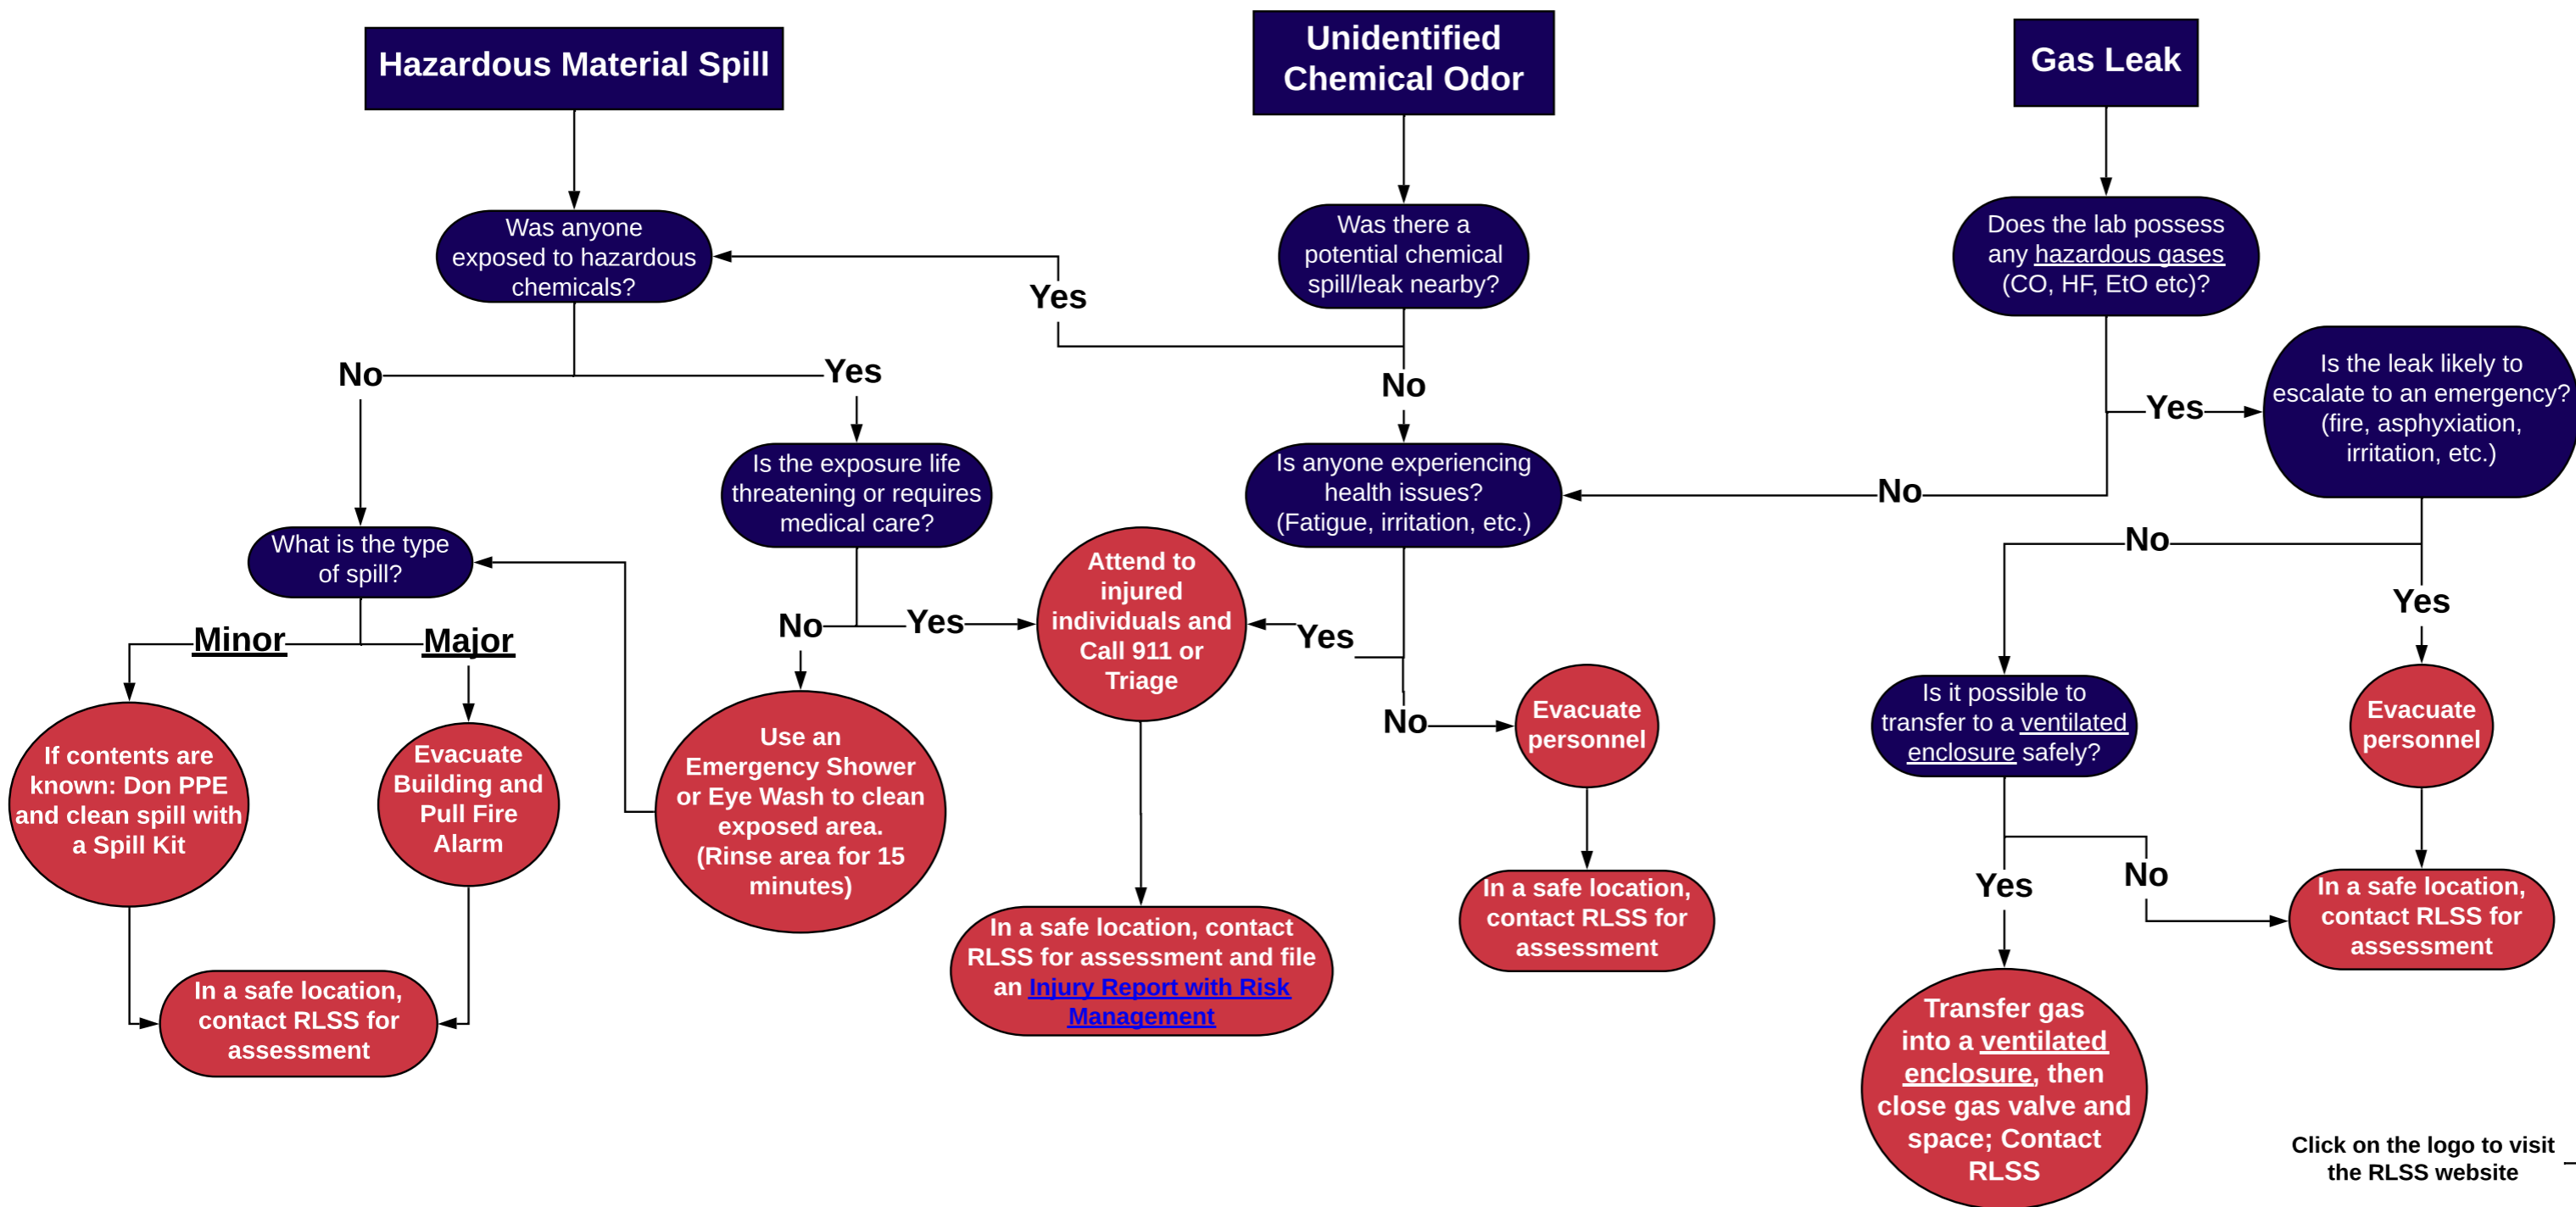 Hazardous Material Spill
Unidentified
Chemical Odor
Gas Leak
Was anyone
exposed to hazardous
chemicals?
Was there a
potential chemical
spill/leak nearby?
Does the lab possess
any hazardous gases
(CO, HF, EtO etc)?
Yes
No
Yes
No
Is the leak likely to
escalate to an emergency?
(fire, asphyxiation,
irritation, etc.)
Yes
Is the exposure life
threatening or requires
medical care?
Is anyone experiencing
health issues?
(Fatigue, irritation, etc.)
No
What is the type
of spill?
No
Yes
Minor
Major
No
Yes
Attend to
injured
individuals and
Call 911 or
Triage
Yes
No
Evacuate
personnel
Is it possible to
transfer to a ventilated
enclosure safely?
Evacuate
personnel
If contents are
known: Don PPE
and clean spill with
a Spill Kit
Evacuate
Building and
Pull Fire
Alarm
Use an
Emergency Shower
or Eye Wash to clean
exposed area.
(Rinse area for 15
minutes)
Yes
No
In a safe location,
contact RLSS for
assessment
In a safe location,
contact RLSS for
assessment
In a safe location, contact
RLSS for assessment and file
an Injury Report with Risk
Management
In a safe location,
contact RLSS for
assessment
Transfer gas
into a ventilated
enclosure, then
close gas valve and
space; Contact
RLSS
Click on the logo to visit
the RLSS website